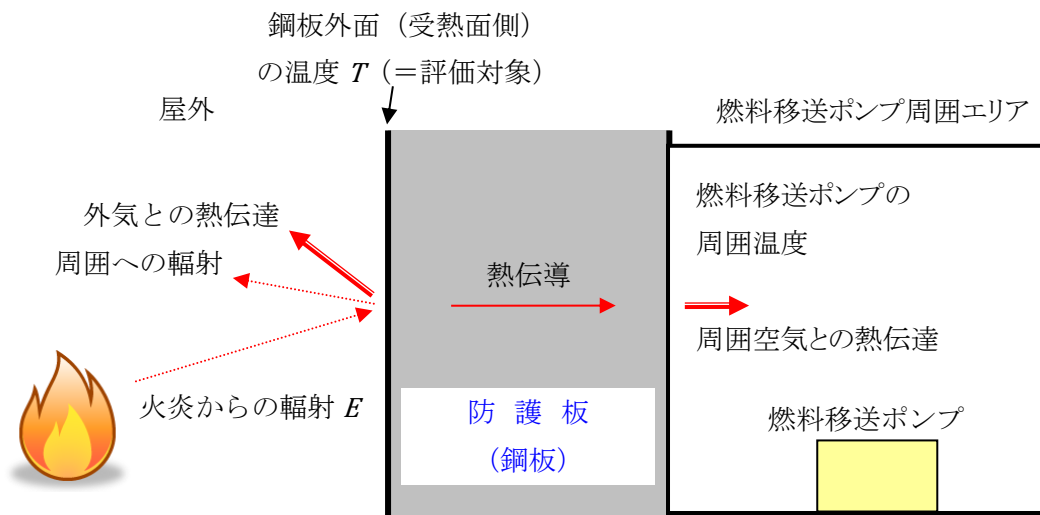 鋼板外面（受熱面側）
の温度 T（＝評価対象）
屋外
燃料移送ポンプ周囲エリア
外気との熱伝達
周囲への輻射
火炎からの輻射 E
熱伝導
防 護 板
（鋼板）
燃料移送ポンプの
周囲温度
周囲空気との熱伝達
燃料移送ポンプ